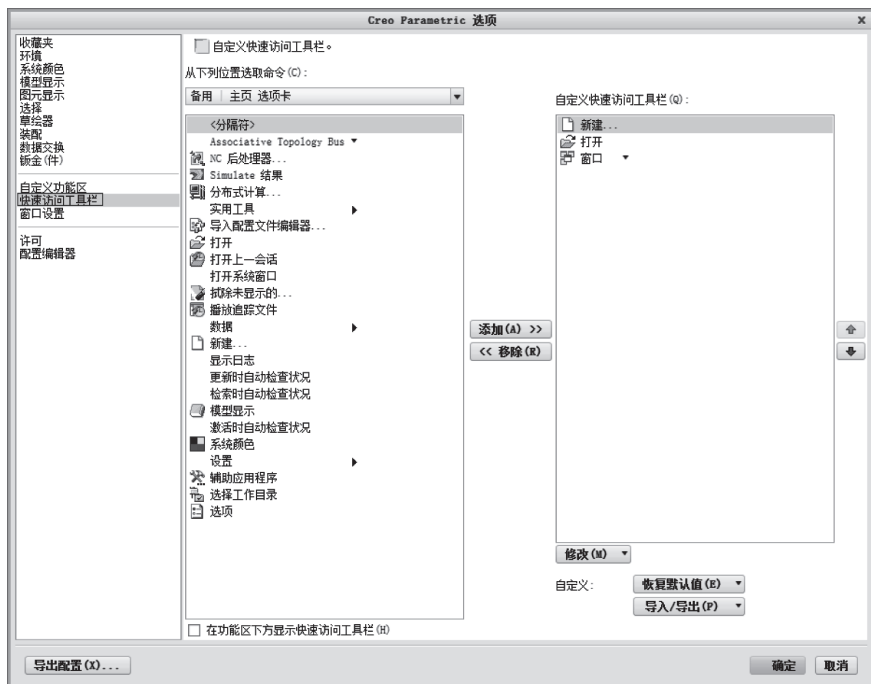 Creo Parametric 选项
x
收藏夹
环境
系统颜色
模型显示
图元显示
选择
草绘器
装配
数据交换
钣金(件)
自定义功能区
快速访问工具栏
窗口设置
许可
配置编辑器
自定义快速访问工具栏。
从下列位置选取命令(C):
备用 主页 选项卡
<分隔符>
Associative Topology Bus
NC 后处理器...
Simulate 结果
分布式计算...
实用工具
导入配置文件编辑器...
打开
打开上一会话
打开系统窗口
拭除未显示的...
播放追踪文件
数据
新建...
显示日志
更新时自动检查状况
检索时自动检查状况
模型显示
激活时自动检查状况
系统颜色
设置
辅助应用程序
选择工作目录
选项
在功能区下方显示快速访问工具栏(H)
添加(A) >>
<< 移除(R)
自定义快速访问工具栏(Q):
新建...
打开
窗口
修改(M)
自定义: 恢复默认值(E)
导入/导出(P)
导出配置(X)...
确定 取消